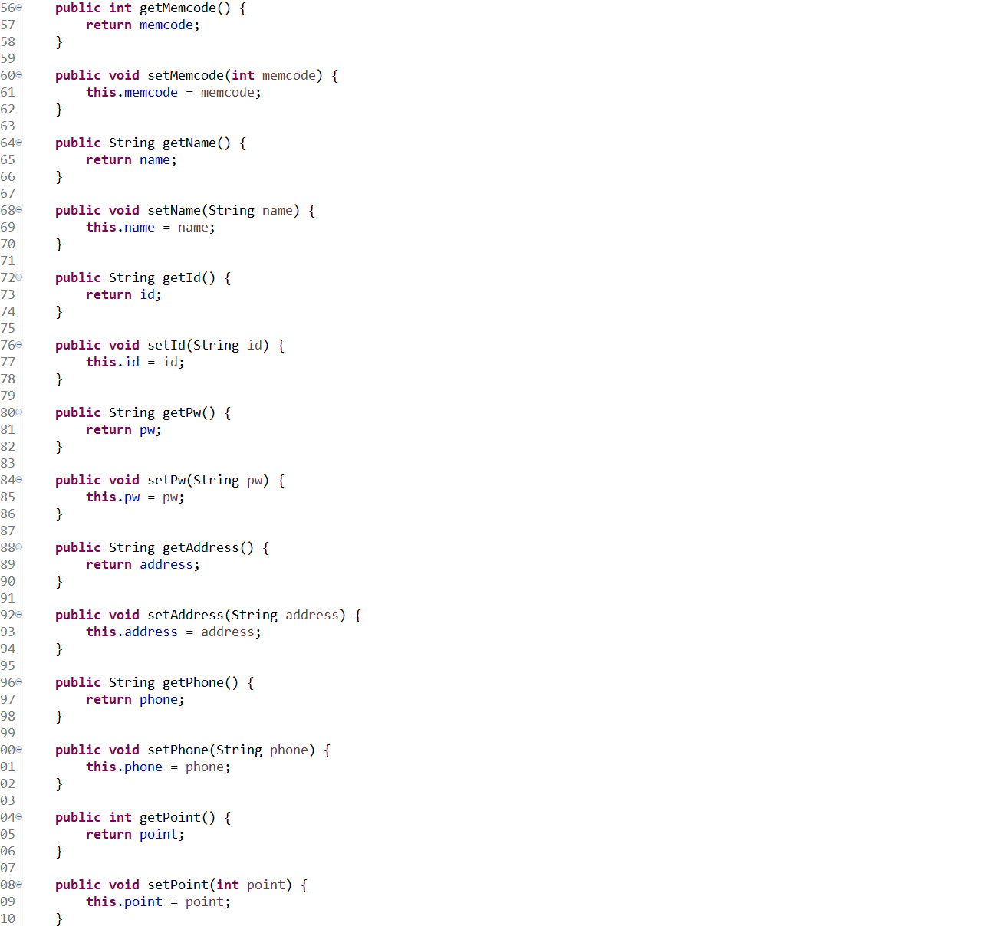 56 public int getMemcode() {
57 return memcode;
58 }
59
60 public void setMemcode(int memcode) {
61 this.memcode = memcode;
62 }
63
64 public String getName() {
65 return name;
66 }
67
68 public void setName(String name) {
69 this.name = name;
70 }
71
72 public String getId() {
73 return id;
74 }
75
76 public void setId(String id) {
77 this.id = id;
78 }
79
80 public String getPw() {
81 return pw;
82 }
83
84 public void setPw(String pw) {
85 this.pw = pw;
86 }
87
88 public String getAddress() {
89 return address;
90 }
91
92 public void setAddress(String address) {
93 this.address = address;
94 }
95
96 public String getPhone() {
97 return phone;
98 }
99
00 public void setPhone(String phone) {
01 this.phone = phone;
02 }
03
04 public int getPoint() {
05 return point;
06 }
07
08 public void setPoint(int point) {
09 this.point = point;
10 }